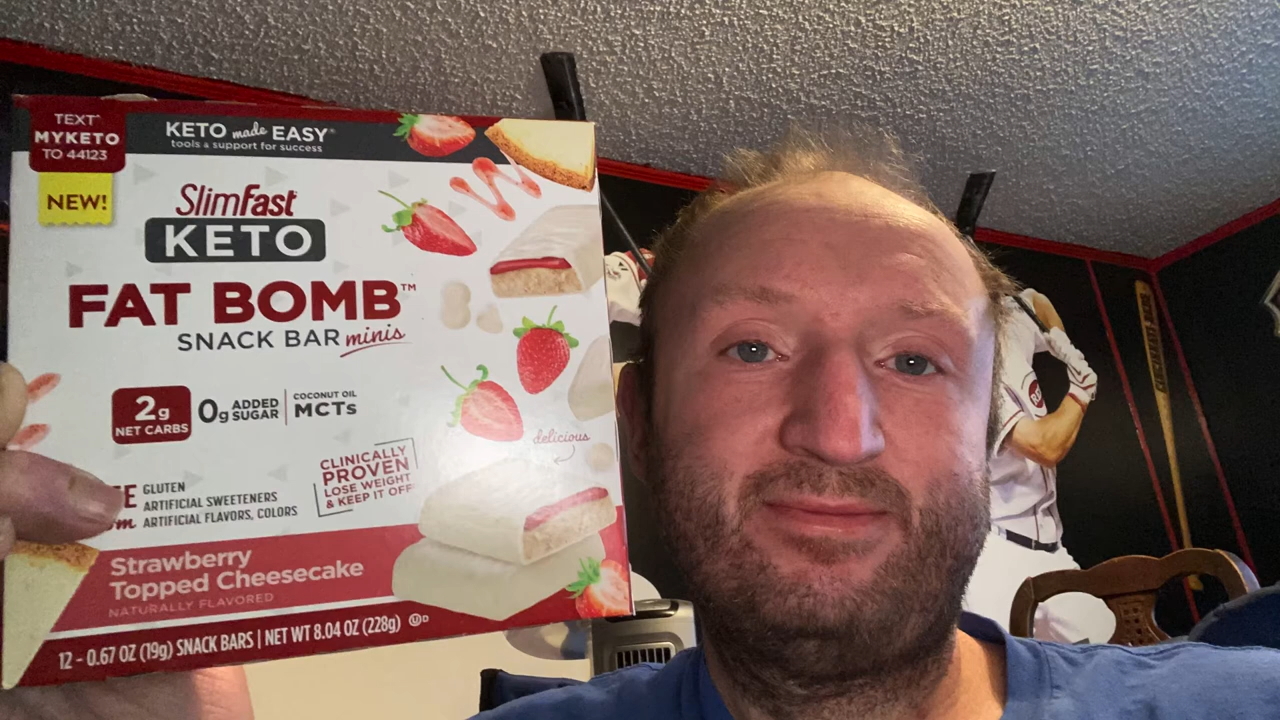 TEXT*
MYKETO
TO 44123
KETO made EASY®
tools & support for success
NEW!
SlimFast
KETO
FAT BOMB™
SNACK BAR minis
2g
NET CARBS
0g ADDED
SUGAR
COCONUT OIL
MCTs
delicious
CLINICALLY
PROVEN
LOSE WEIGHT
& KEEP IT OFF
GLUTEN
ARTIFICIAL SWEETENERS
ARTIFICIAL FLAVORS, COLORS
Strawberry
Topped Cheesecake
NATURALLY FLAVORED
12 - 0.67 OZ (19g) SNACK BARS | NET WT 8.04 OZ (228g)